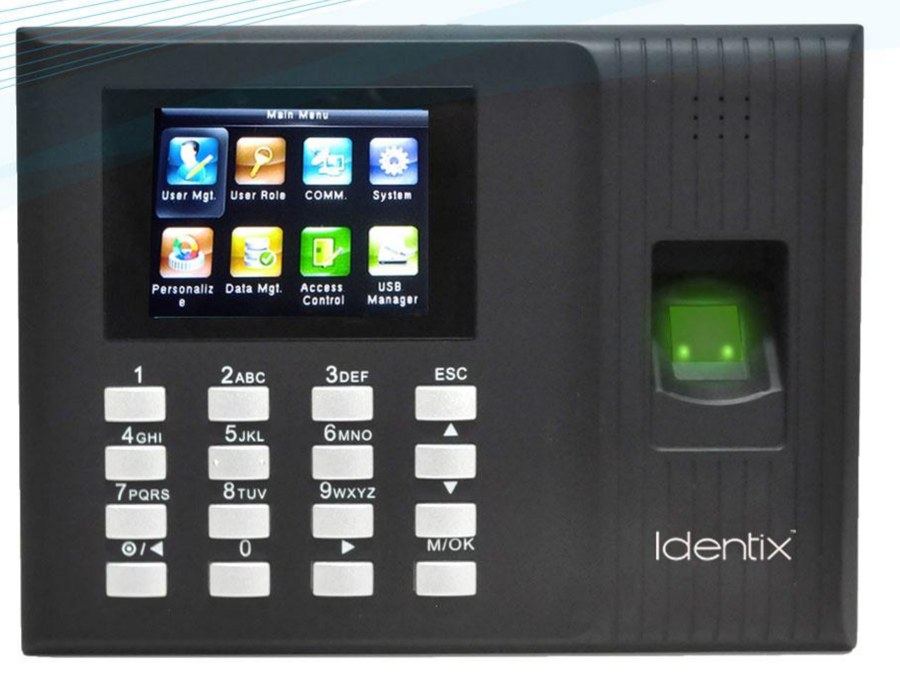 Main Menu
User Mgt. User Role COMM. System
Personaliz
e
Data Mgt. Access
Control
USB
Manager
1 2ABC 3DEF ESC
4GHI 5JKL 6MNO ▲
7PQRS 8TUV 9WXYZ ▼
◎/◀ 0 ▶ M/OK
Identix™